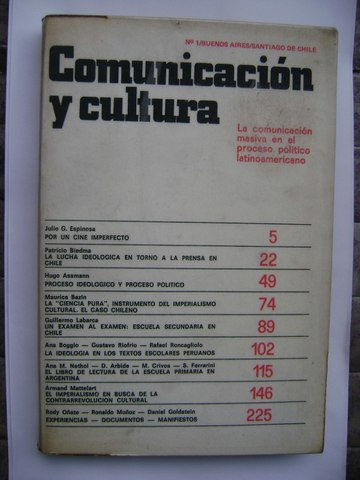 Nº 1/BUENOS AIRES/SANTIAGO DE CHILE
Comunicación
y cultura
La comunicación
masiva en el
proceso político
latinoamericano
Julio G. Espinosa
POR UN CINE IMPERFECTO 5
Patricio Biedma
LA LUCHA IDEOLOGICA EN TORNO A LA PRENSA EN
CHILE 22
Hugo Assmann
PROCESO IDEOLOGICO Y PROCESO POLITICO 49
Maurice Bazin
LA "CIENCIA PURA", INSTRUMENTO DEL IMPERIALISMO
CULTURAL. EL CASO CHILENO 74
Guillermo Labarca
UN EXAMEN AL EXAMEN: ESCUELA SECUNDARIA EN
CHILE 89
Ana Boggio — Gustavo Riofrío — Rafael Roncagliolo
LA IDEOLOGIA EN LOS TEXTOS ESCOLARES PERUANOS 102
Ana M. Nethol — D. Arbide — M. Crivos — S. Ferrarini
EL LIBRO DE LECTURA DE LA ESCUELA PRIMARIA EN
ARGENTINA 115
Armand Mattelart
EL IMPERIALISMO EN BUSCA DE LA
CONTRARREVOLUCION CULTURAL 146
Rody Oñate — Ronaldo Muñoz — Daniel Goldstein
EXPERIENCIAS — DOCUMENTOS — MANIFIESTOS 225